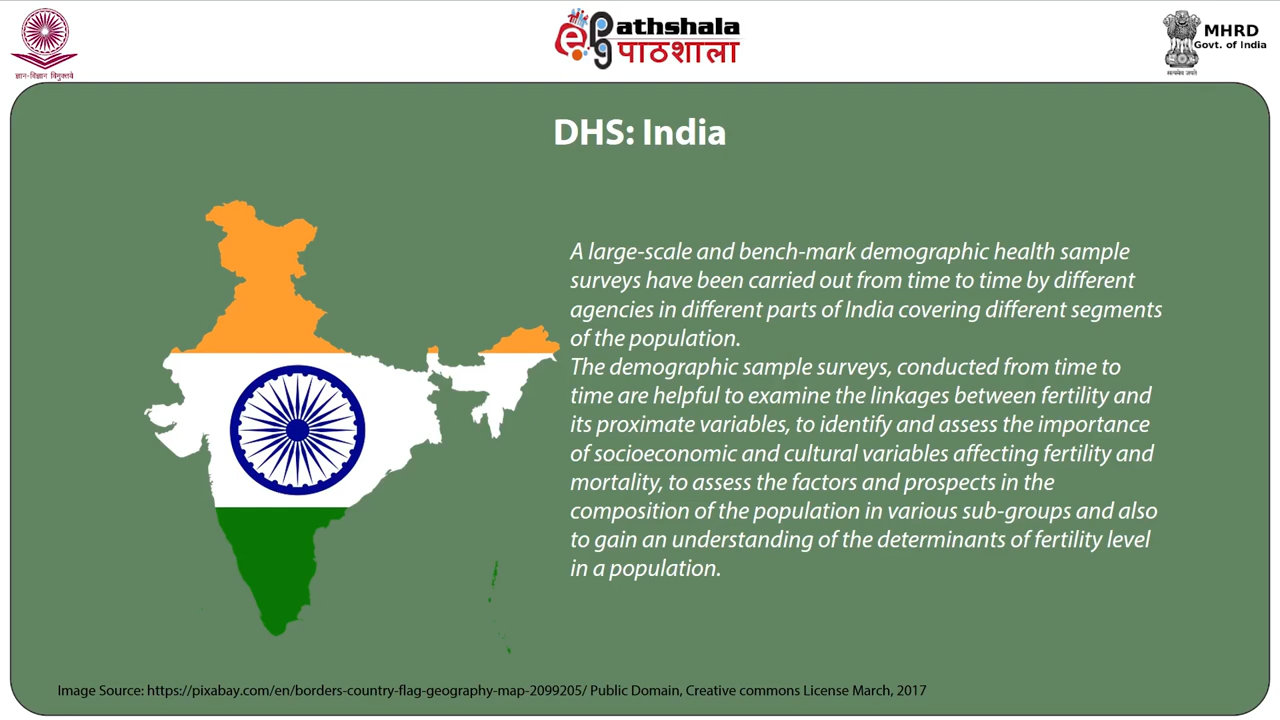 ज्ञान-विज्ञान विमुक्तये
ePG Pathshala
पाठशाला
MHRD
Govt. of India
सत्यमेव जयते
DHS: India
A large-scale and bench-mark demographic health sample
surveys have been carried out from time to time by different
agencies in different parts of India covering different segments
of the population.
The demographic sample surveys, conducted from time to
time are helpful to examine the linkages between fertility and
its proximate variables, to identify and assess the importance
of socioeconomic and cultural variables affecting fertility and
mortality, to assess the factors and prospects in the
composition of the population in various sub-groups and also
to gain an understanding of the determinants of fertility level
in a population.
Image Source: https://pixabay.com/en/borders-country-flag-geography-map-2099205/ Public Domain, Creative commons License March, 2017